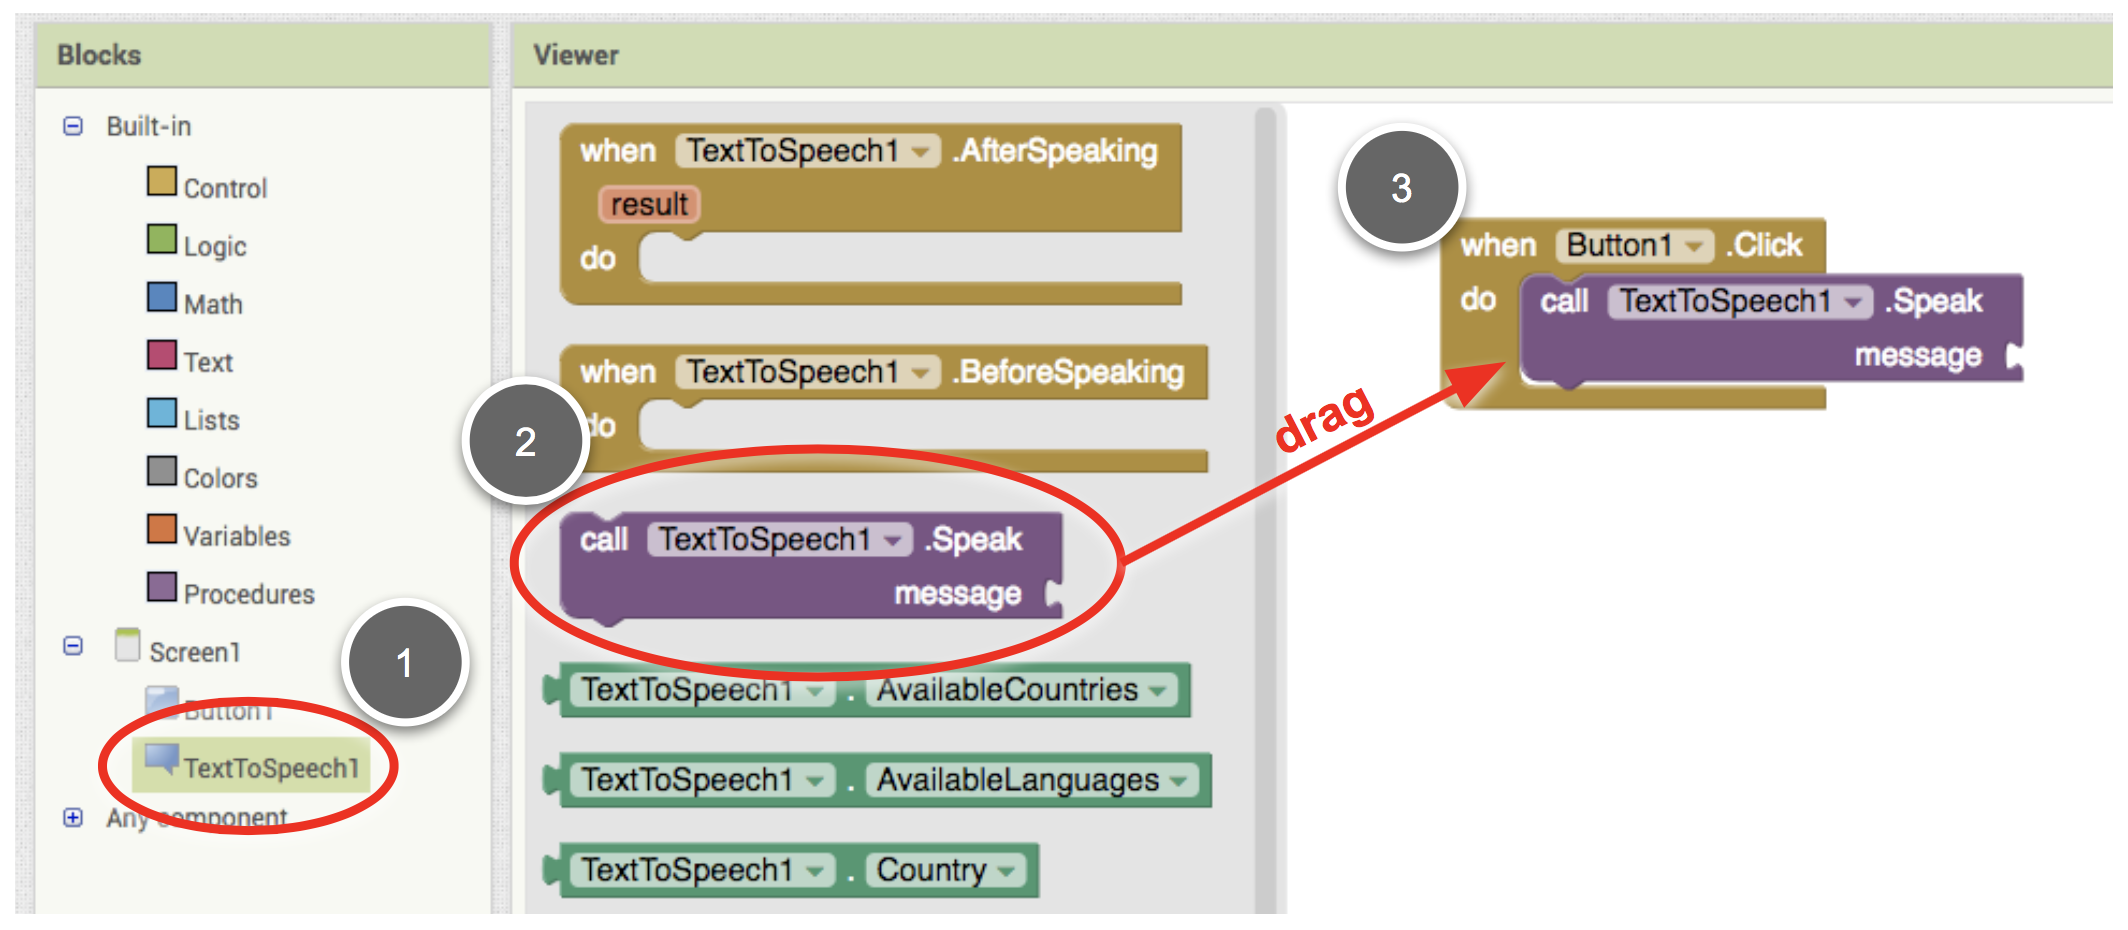 Blocks
Built-in
Control
Logic
Math
Text
Lists
Colors
Variables
Procedures
Screen1
Button1
TextToSpeech1
Any component
1
Viewer
when TextToSpeech1 .AfterSpeaking
result
do
when TextToSpeech1 .BeforeSpeaking
do
2
call TextToSpeech1 .Speak
message
TextToSpeech1 . AvailableCountries
TextToSpeech1 . AvailableLanguages
TextToSpeech1 . Country
drag
3
when Button1 .Click
do call TextToSpeech1 .Speak
message